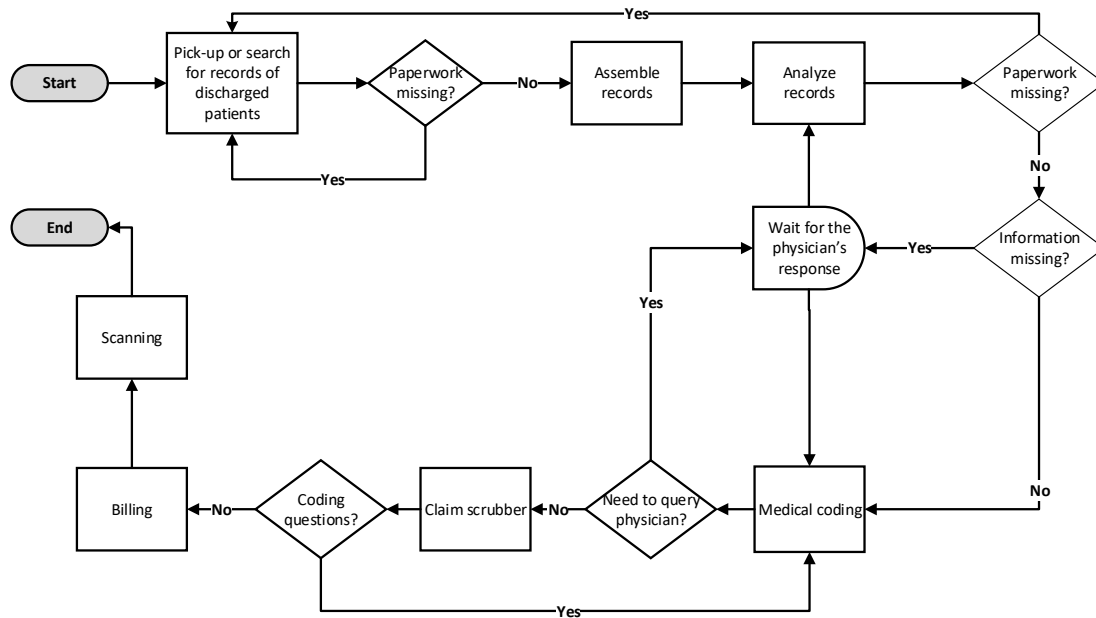 Yes
Start
Pick-up or search
for records of
discharged
patients
Paperwork
missing?
No
Assemble
records
Analyze
records
Paperwork
missing?
Yes
No
End
Wait for the
physician's
response
Yes
Information
missing?
Yes
Scanning
No
Billing
No
Coding
questions?
Claim scrubber
No
Need to query
physician?
Medical coding
Yes